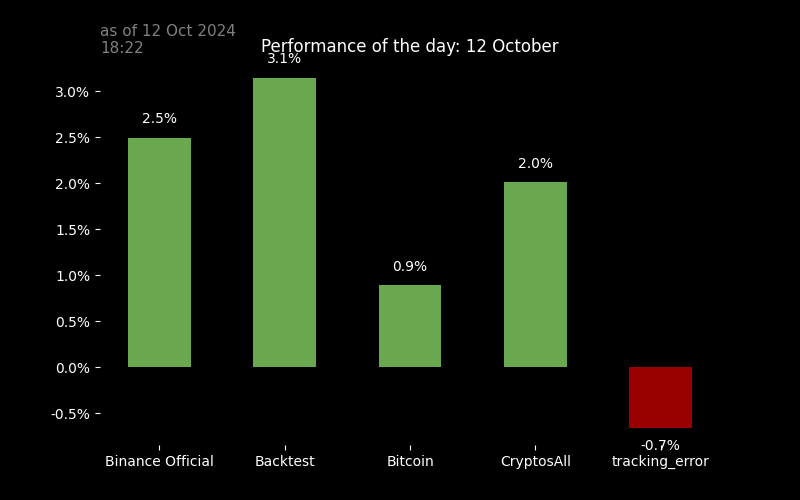 as of 12 Oct 2024
18:22
Performance of the day: 12 October
3.1%
3.0%
2.5%
2.5%
2.0%
2.0%
1.5%
1.0%
0.9%
0.5%
0.0%
-0.5%
-0.7%
Binance Official
Backtest
Bitcoin
CryptosAll
tracking_error